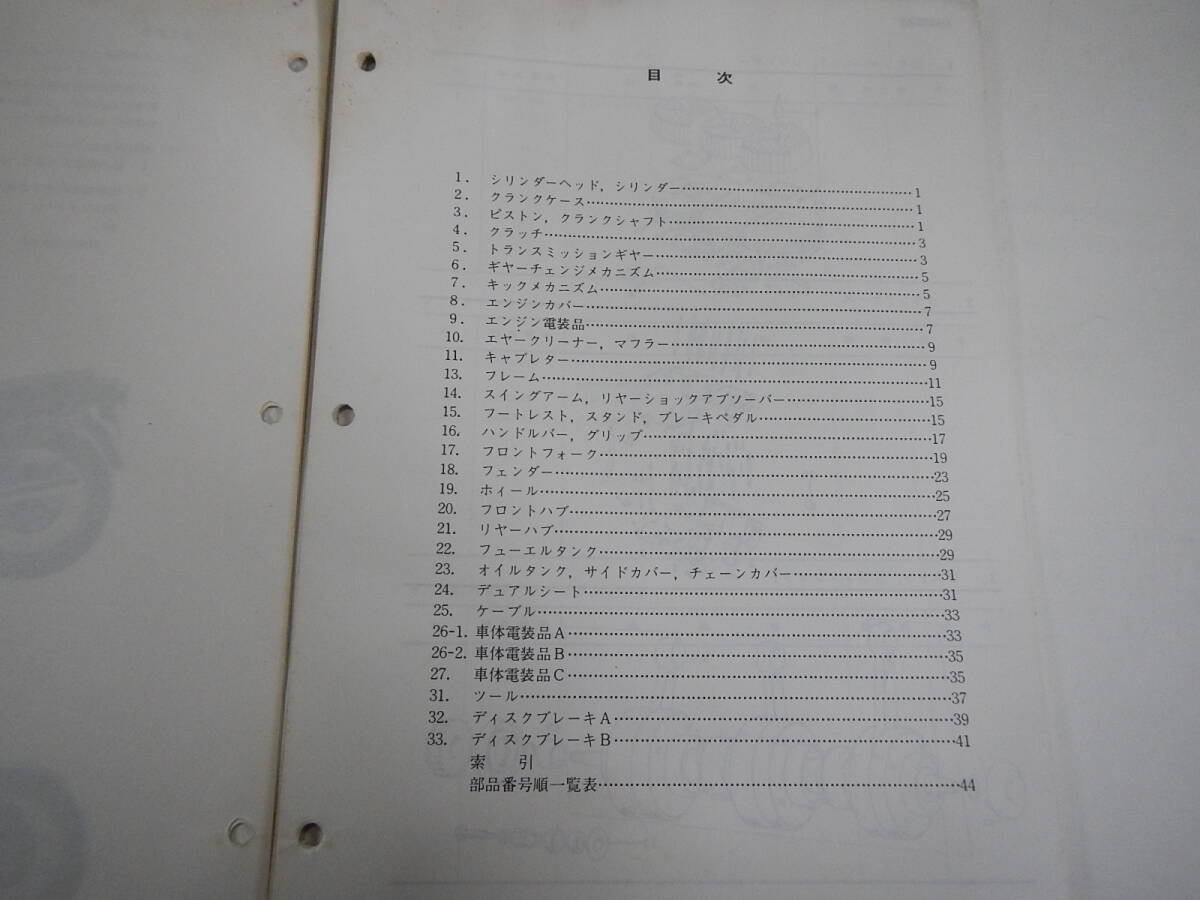 目 次
1. シリンダーヘッド, シリンダー……………………………………1
2. クランクケース……………………………………1
3. ピストン, クランクシャフト……………………………………1
4. クラッチ……………………………………3
5. トランスミッションギヤー……………………………………3
6. ギヤーチェンジメカニズム……………………………………5
7. キックメカニズム……………………………………5
8. エンジンカバー……………………………………7
9. エンジン電装品……………………………………7
10. エヤークリーナー, マフラー……………………………………9
11. キャブレター……………………………………9
13. フレーム……………………………………11
14. スイングアーム, リヤーショックアブソーバー……………………………………15
15. フートレスト, スタンド, ブレーキペダル……………………………………15
16. ハンドルバー, グリップ……………………………………17
17. フロントフォーク……………………………………19
18. フェンダー……………………………………23
19. ホィール……………………………………25
20. フロントハブ……………………………………27
21. リヤーハブ……………………………………29
22. フューエルタンク……………………………………29
23. オイルタンク, サイドカバー, チェーンカバー……………………………………31
24. デュアルシート……………………………………31
25. ケーブル……………………………………33
26-1. 車体電装品A……………………………………33
26-2. 車体電装品B……………………………………35
27. 車体電装品C……………………………………35
31. ツール……………………………………37
32. ディスクブレーキA……………………………………39
33. ディスクブレーキB……………………………………41
索 引
部品番号順一覧表……………………………………44